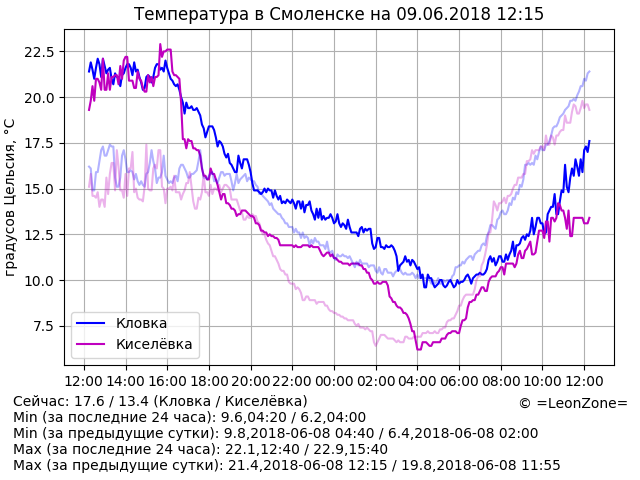 Температура в Смоленске на 09.06.2018 12:15
градусов Цельсия, °C
22.5
20.0
17.5
15.0
12.5
10.0
7.5
Кловка
Киселёвка
12:00 14:00 16:00 18:00 20:00 22:00 00:00 02:00 04:00 06:00 08:00 10:00 12:00
Сейчас: 17.6 / 13.4 (Кловка / Киселёвка)
© =LeonZone=
Min (за последние 24 часа): 9.6,04:20 / 6.2,04:00
Min (за предыдущие сутки): 9.8,2018-06-08 04:40 / 6.4,2018-06-08 02:00
Max (за последние 24 часа): 22.1,12:40 / 22.9,15:40
Max (за предыдущие сутки): 21.4,2018-06-08 12:15 / 19.8,2018-06-08 11:55